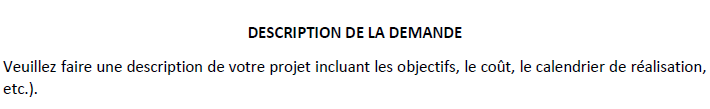 DESCRIPTION DE LA DEMANDE
Veuillez faire une description de votre projet incluant les objectifs, le coût, le calendrier de réalisation,
etc.).